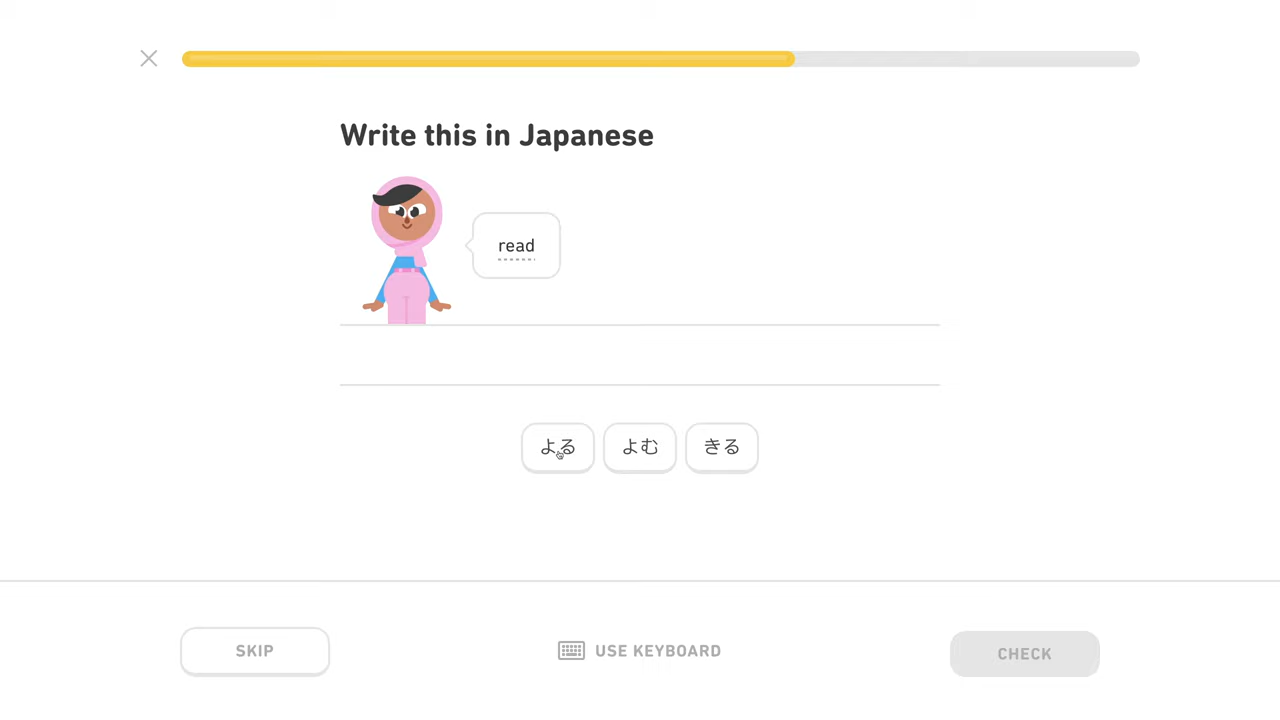 Write this in Japanese
read
よる よむ きる
SKIP USE KEYBOARD CHECK